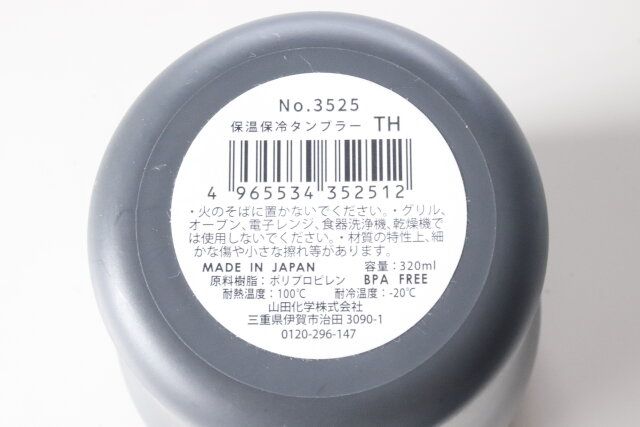 No.3525
保温保冷タンブラー TH
4 965534 352512
・火のそばに置かないでください。・グリル、
オーブン、電子レンジ、食器洗浄機、乾燥機で
は使用しないでください。・材質の特性上、細
かな傷や小さな擦れ等があります。
MADE IN JAPAN 容量：320ml
原料樹脂：ポリプロピレン BPA FREE
耐熱温度：100℃ 耐冷温度：-20℃
山田化学株式会社
三重県伊賀市治田 3090-1
0120-296-147